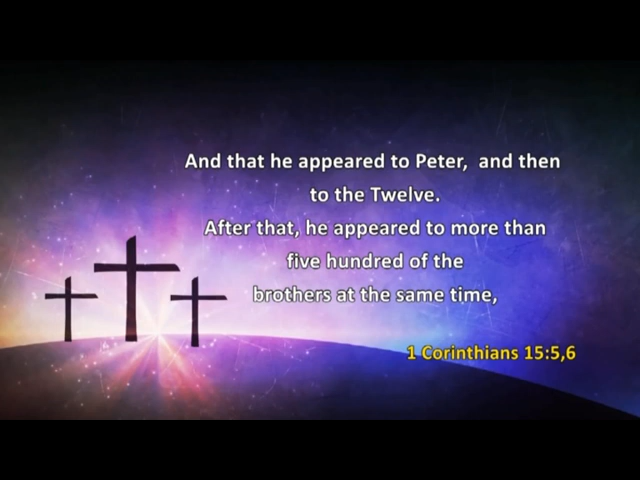 And that he appeared to Peter,  and then
to the Twelve.
After that, he appeared to more than
five hundred of the
brothers at the same time,
1 Corinthians 15:5,6